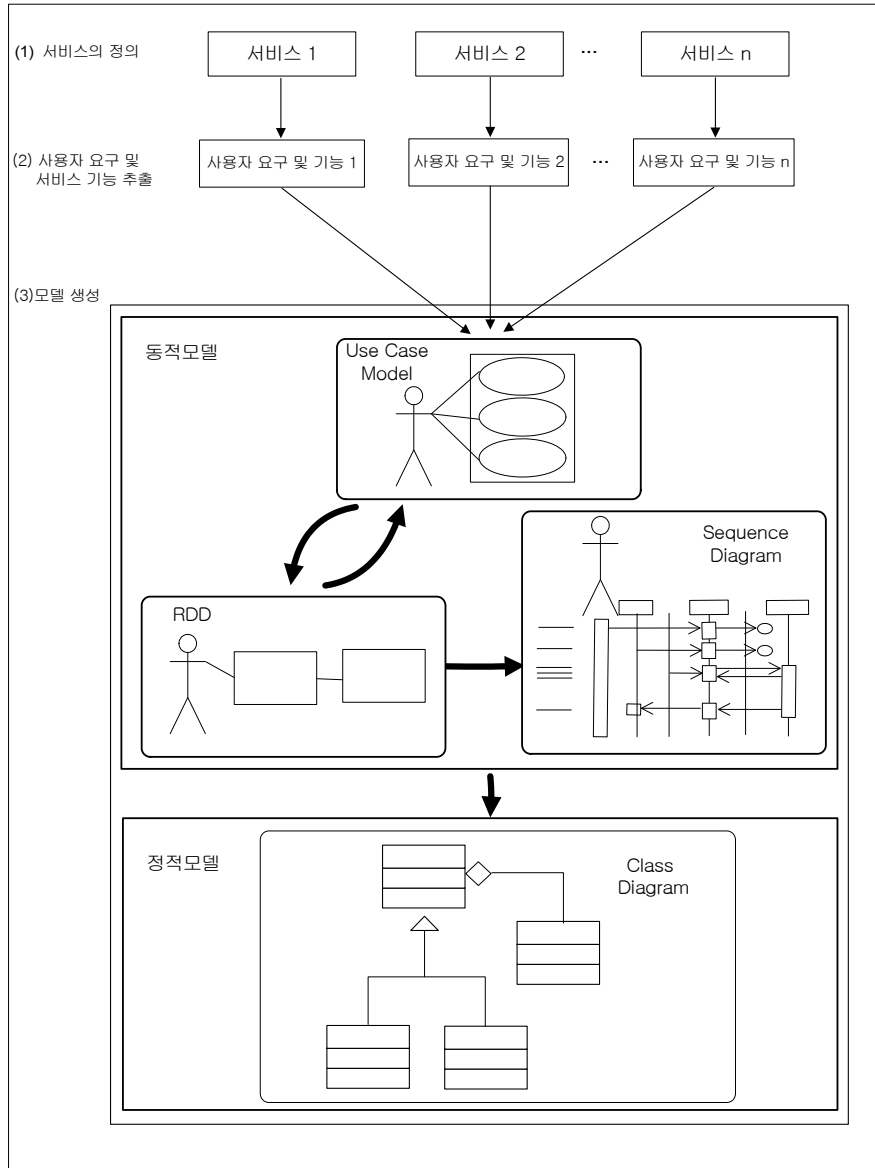 (1) 서비스의 정의
서비스 1
서비스 2
...
서비스 n
(2) 사용자 요구 및
서비스 기능 추출
사용자 요구 및 기능 1
사용자 요구 및 기능 2
...
사용자 요구 및 기능 n
(3)모델 생성
동적모델
Use Case
Model
Sequence
Diagram
RDD
정적모델
Class
Diagram